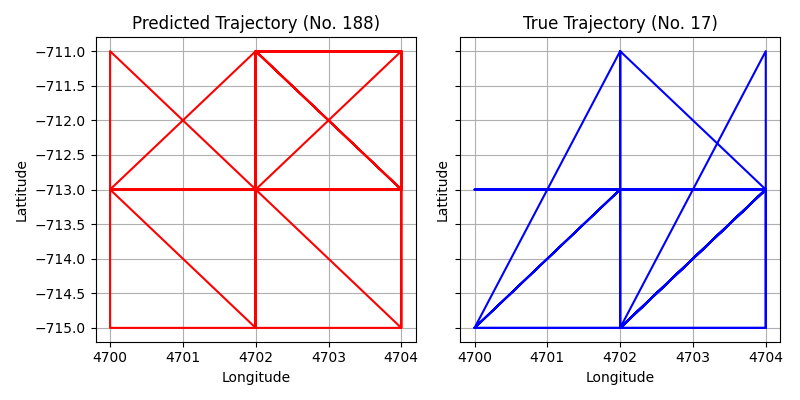 Predicted Trajectory (No. 188)
True Trajectory (No. 17)
Lattitude
−711.0
−711.5
−712.0
−712.5
−713.0
−713.5
−714.0
−714.5
−715.0
4700 4701 4702 4703 4704
Longitude
Lattitude
4700 4701 4702 4703 4704
Longitude